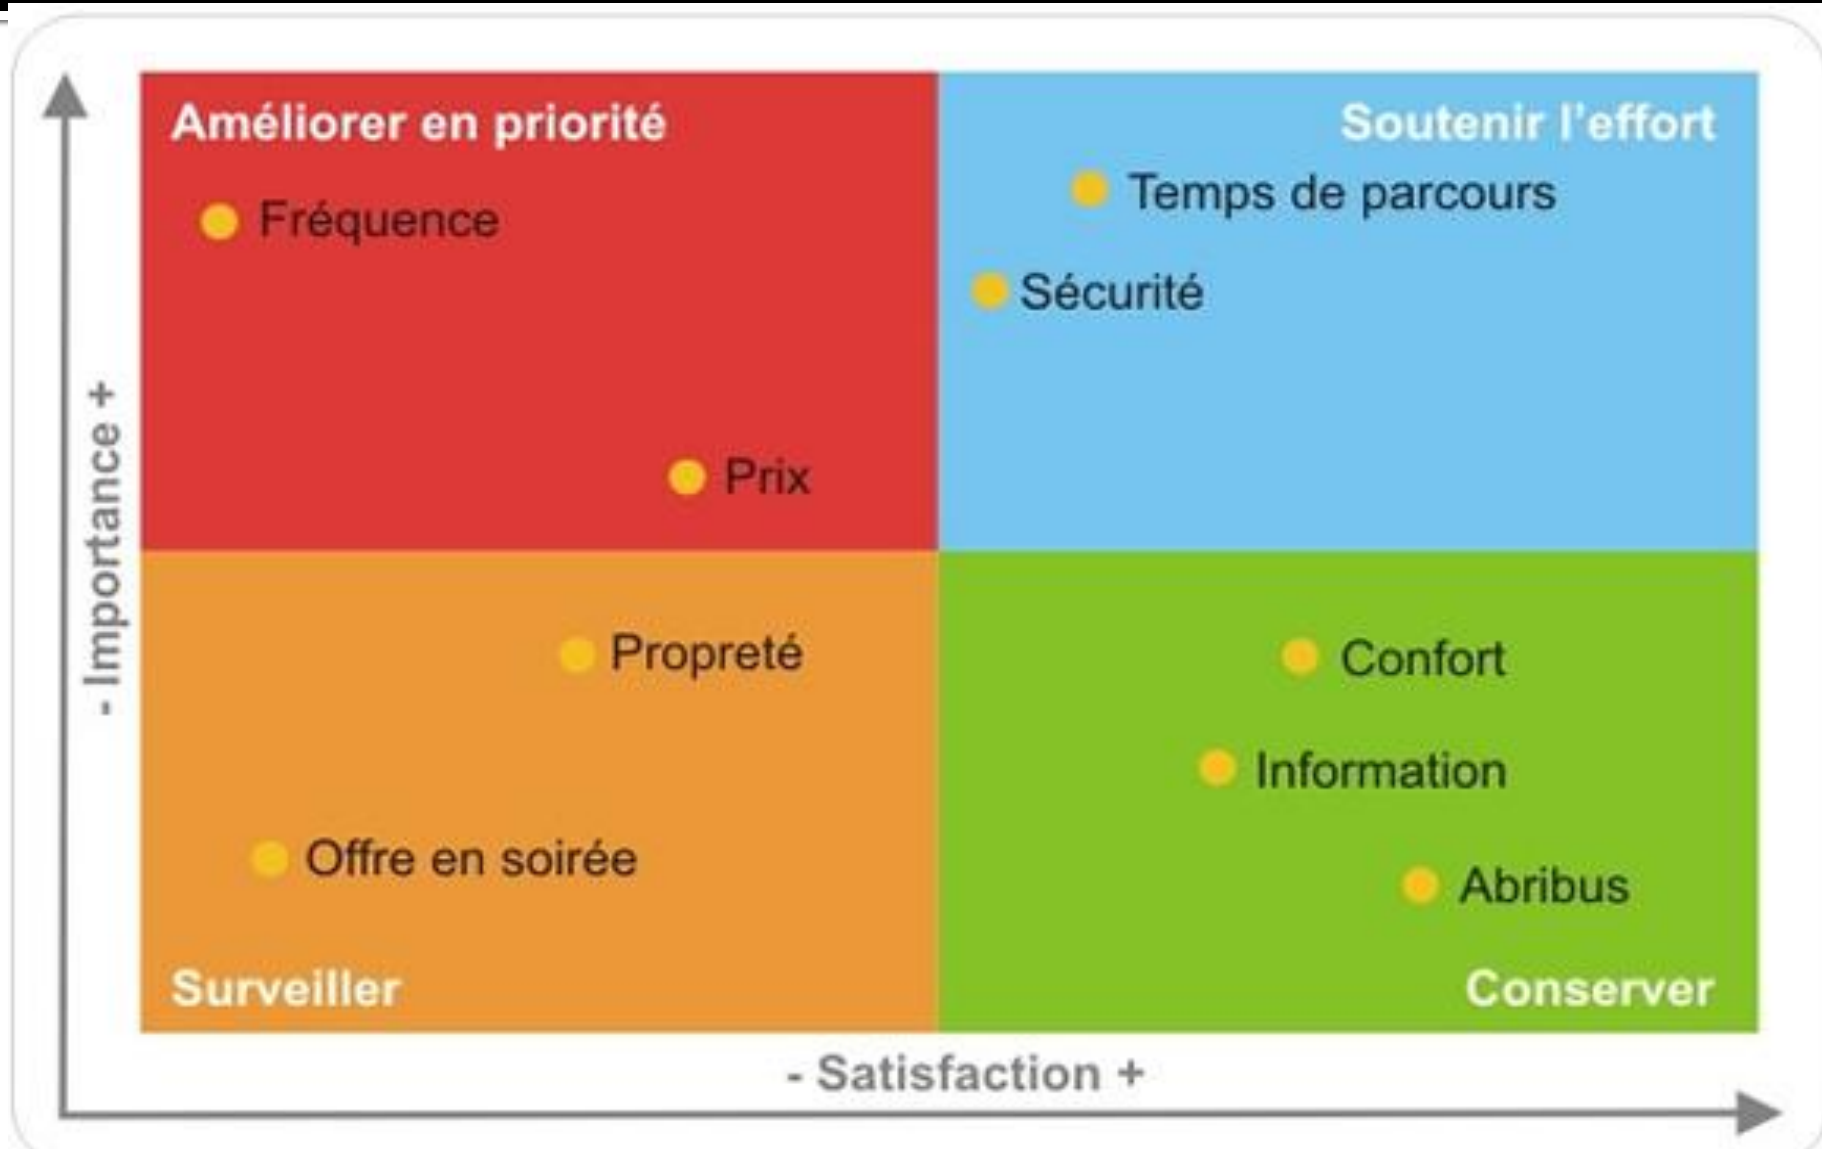 Améliorer en priorité
Soutenir l’effort
Fréquence
Temps de parcours
Sécurité
Prix
- Importance +
Propreté
Confort
Information
Offre en soirée
Abribus
Surveiller
Conserver
- Satisfaction +